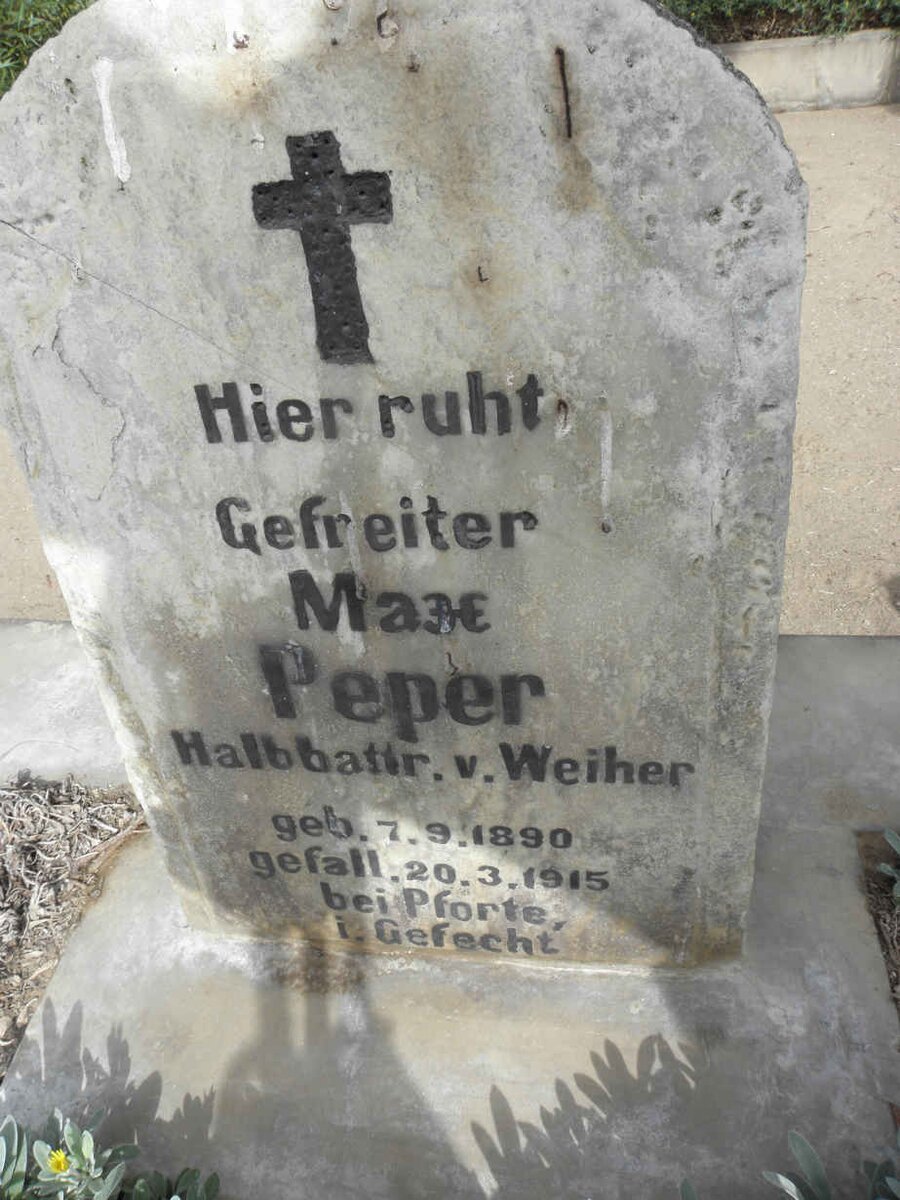 Hier ruht
Gefreiter
Max
Peper
Halbbattr. v. Weiher
geb. 7. 9. 1890
gefall. 20. 3. 1915
bei Pforte,
i. Gefecht